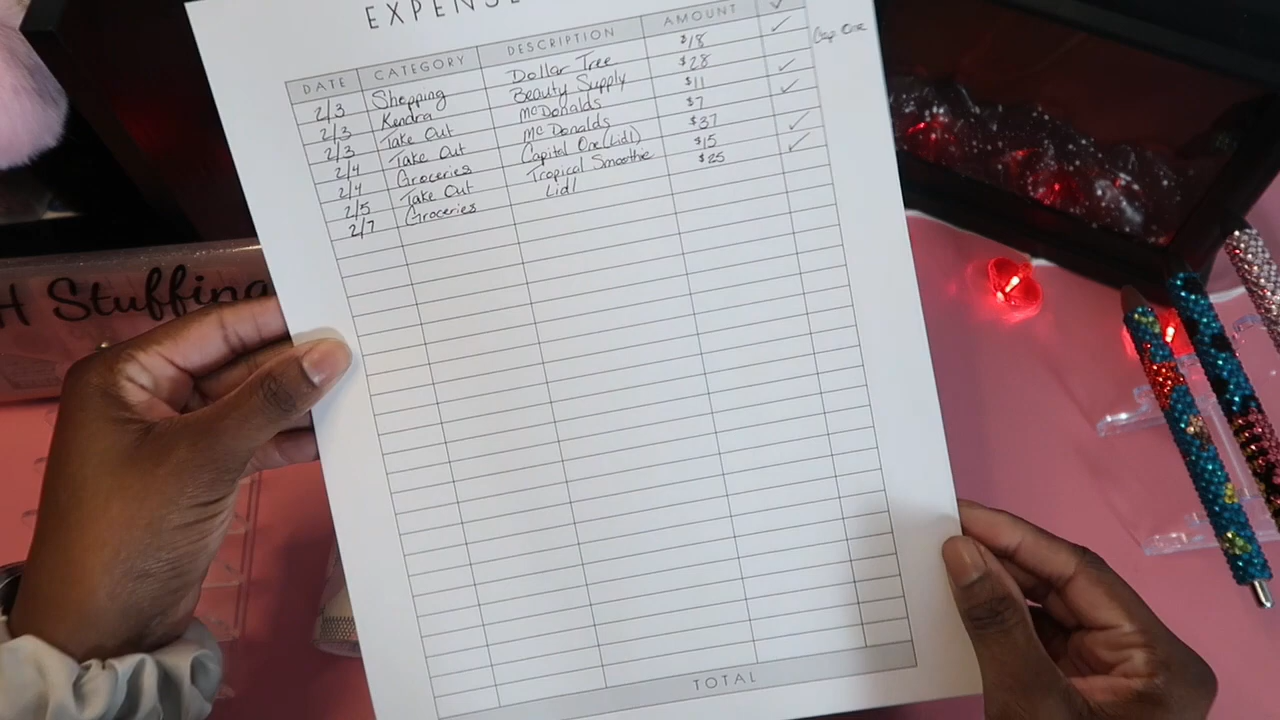 EXPENS
DATE CATEGORY DESCRIPTION AMOUNT ✓
2/3 Shopping Dollar Tree $18 ✓
2/3 Kendra Beauty Supply $28 Cap One
2/3 Take Out McDonalds $11 ✓
2/4 Take Out McDonalds $7 ✓
2/4 Groceries Capitol One (Lidl) $37
2/5 Take Out Tropical Smoothie $15 ✓
2/7 Groceries Lidl $25 ✓
TOTAL
H Stuffing